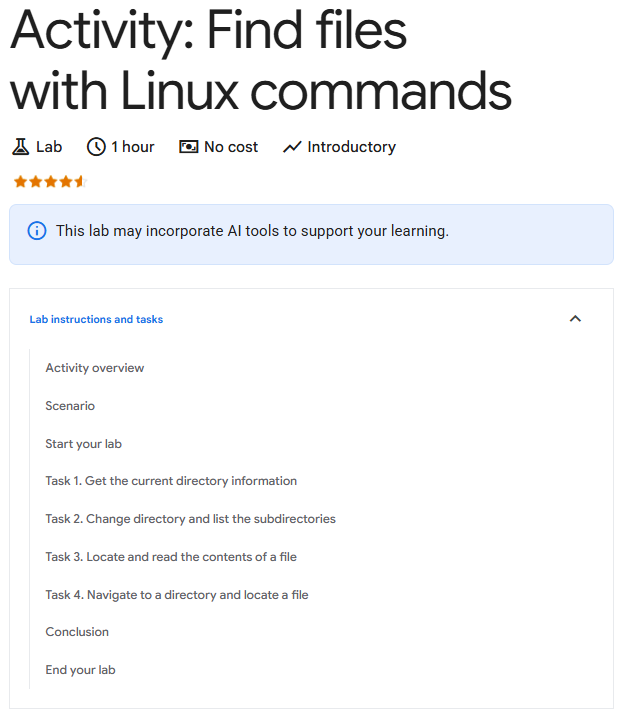 Activity: Find files
with Linux commands
Lab 1 hour No cost Introductory
This lab may incorporate AI tools to support your learning.
Lab instructions and tasks
Activity overview
Scenario
Start your lab
Task 1. Get the current directory information
Task 2. Change directory and list the subdirectories
Task 3. Locate and read the contents of a file
Task 4. Navigate to a directory and locate a file
Conclusion
End your lab